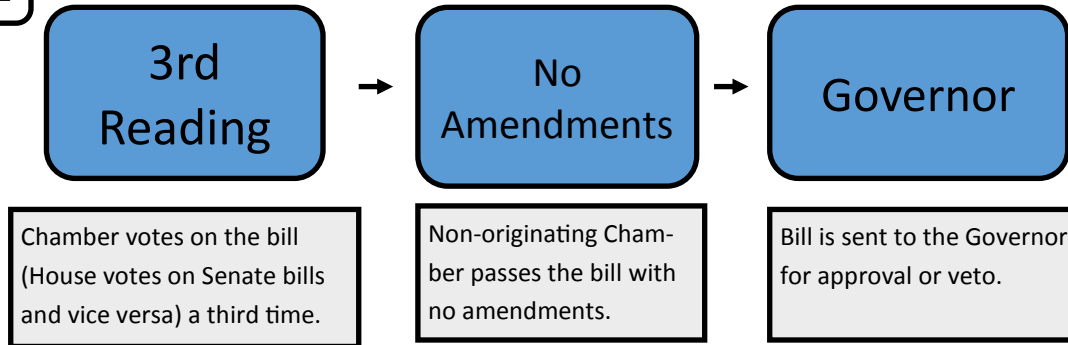 3rd
Reading
No
Amendments
Governor
Chamber votes on the bill
(House votes on Senate bills
and vice versa) a third time.
Non-originating Cham-
ber passes the bill with
no amendments.
Bill is sent to the Governor
for approval or veto.